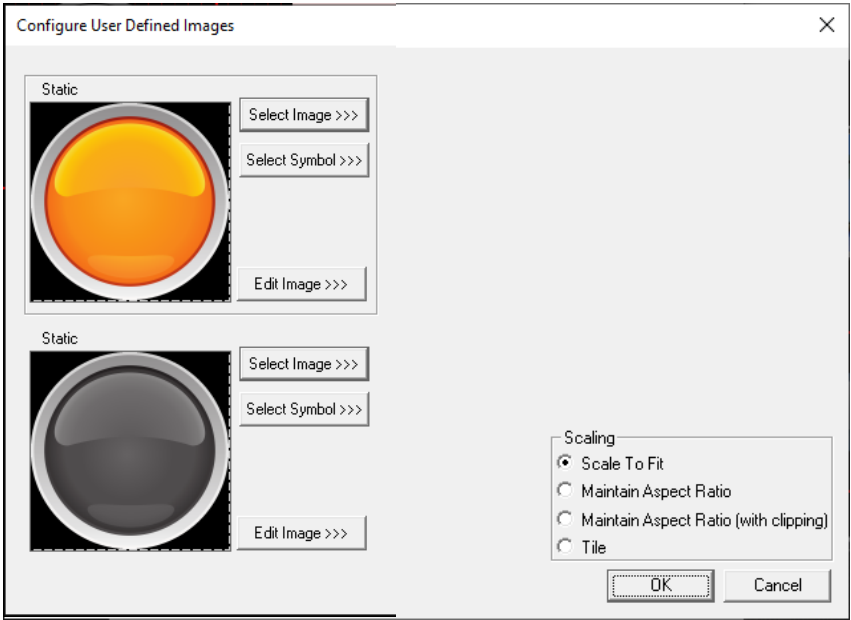 Configure User Defined Images
Static
Select Image >>>
Select Symbol >>>
Edit Image >>>
Static
Select Image >>>
Select Symbol >>>
Edit Image >>>
Scaling
Scale To Fit
Maintain Aspect Ratio
Maintain Aspect Ratio (with clipping)
Tile
OK
Cancel